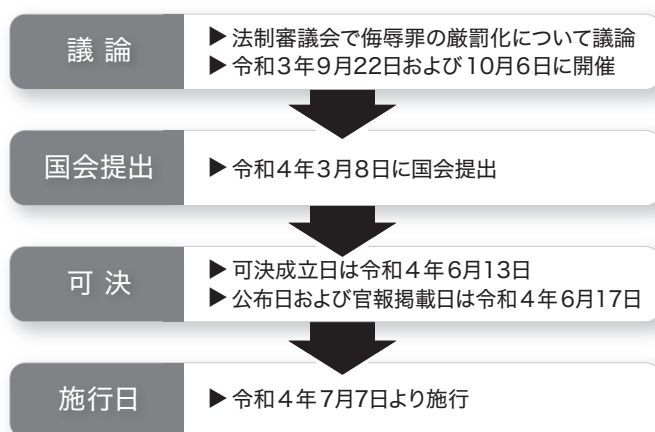 議 論
▶法制審議会で侮辱罪の厳罰化について議論
▶令和3年9月22日および10月6日に開催
国会提出
▶令和4年3月8日に国会提出
可 決
▶可決成立日は令和4年6月13日
▶公布日および官報掲載日は令和4年6月17日
施行日
▶令和4年7月7日より施行